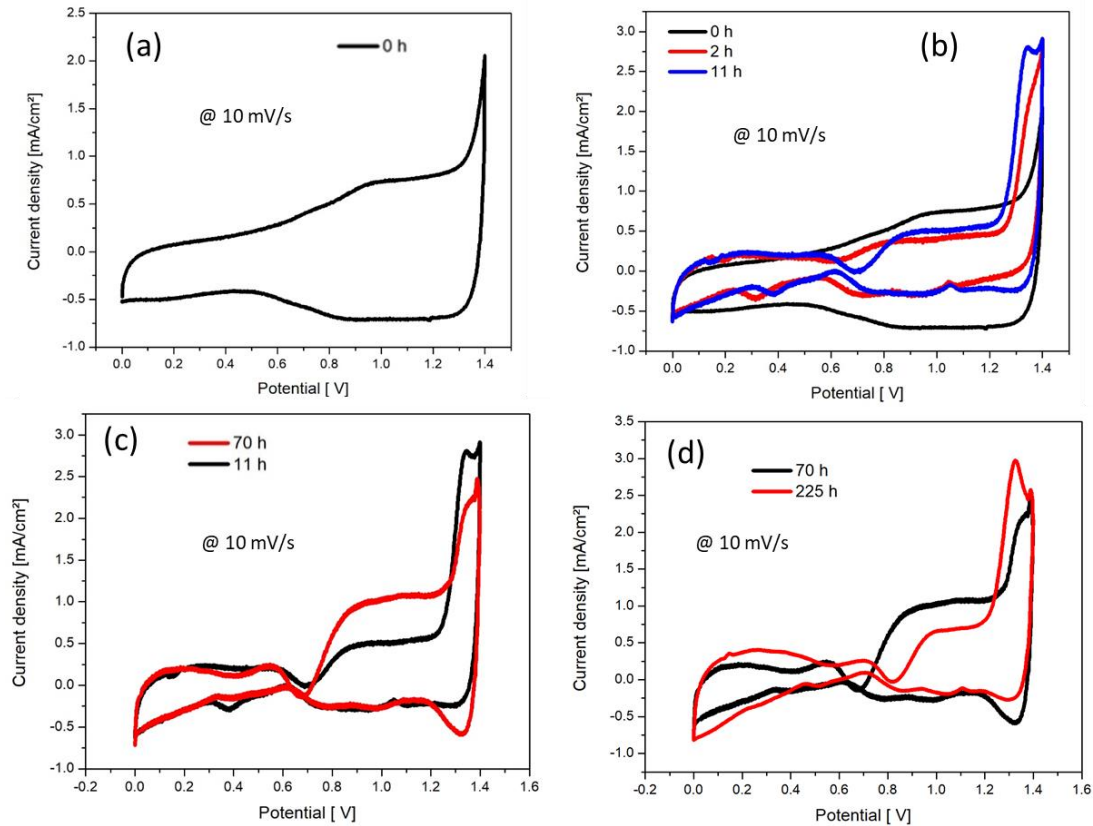 (a)
0 h
@ 10 mV/s
Current density [mA/cm²]
2.5
2.0
1.5
1.0
0.5
0.0
-0.5
-1.0
0.0 0.2 0.4 0.6 0.8 1.0 1.2 1.4
Potential [ V]
(b)
0 h
2 h
11 h
@ 10 mV/s
Current density [mA/cm²]
3.0
2.5
2.0
1.5
1.0
0.5
0.0
-0.5
-1.0
0.0 0.2 0.4 0.6 0.8 1.0 1.2 1.4
Potential [ V]
(c)
70 h
11 h
@ 10 mV/s
Current density [mA/cm²]
3.0
2.5
2.0
1.5
1.0
0.5
0.0
-0.5
-1.0
-0.2 0.0 0.2 0.4 0.6 0.8 1.0 1.2 1.4 1.6
Potential [ V]
(d)
70 h
225 h
@ 10 mV/s
Current density [mA/cm²]
3.5
3.0
2.5
2.0
1.5
1.0
0.5
0.0
-0.5
-1.0
-0.2 0.0 0.2 0.4 0.6 0.8 1.0 1.2 1.4 1.6
Potential [ V]